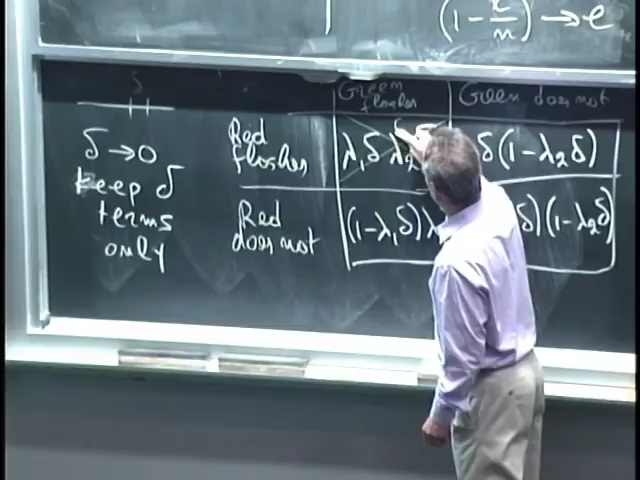 (1-x/n) → e
δ
Green flashes
Green does not
δ → 0
keep δ
terms
only
Red
flashes
λ₁δ λ₂δ
δ(1-λ₂δ)
Red
does not
(1-λ₁δ)λ
δ)(1-λ₂δ)